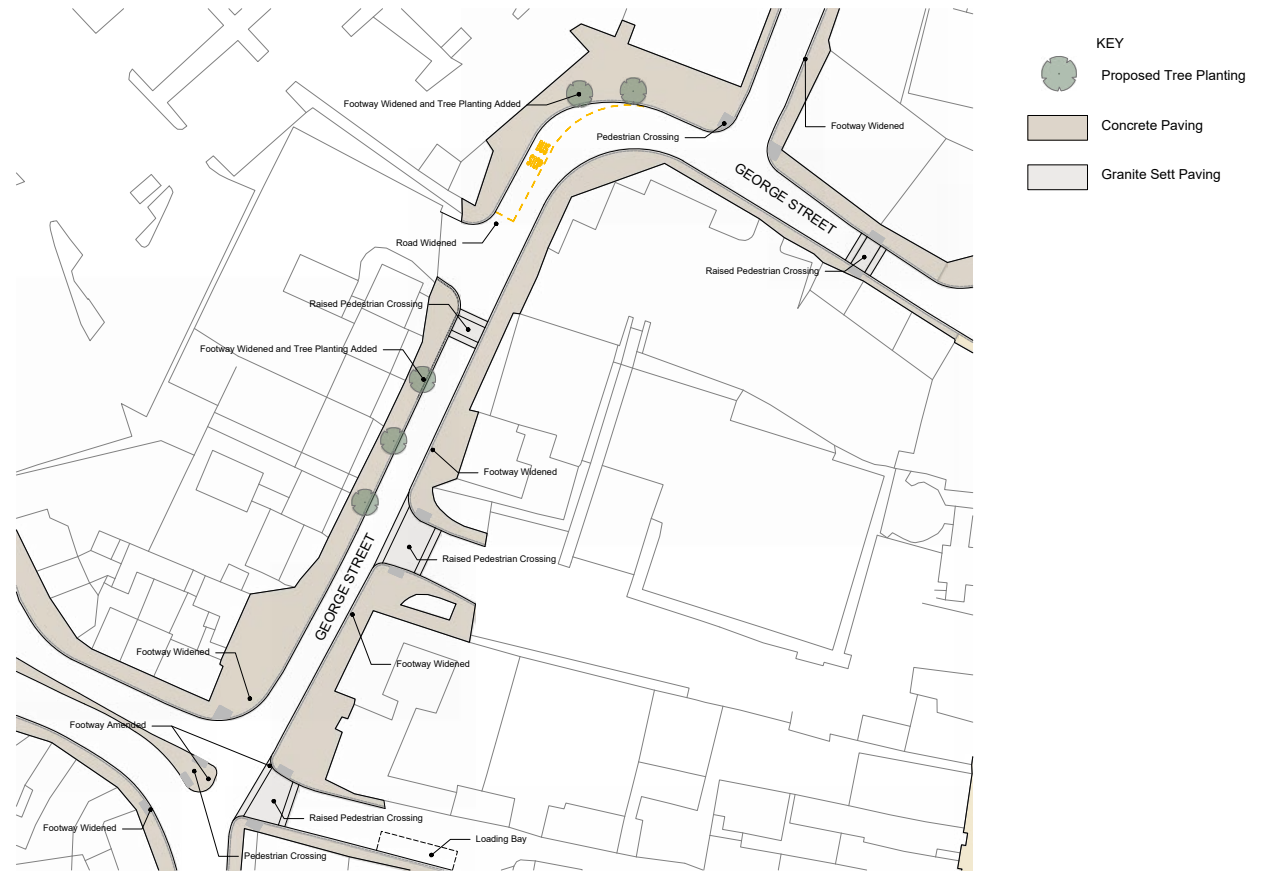 KEY
Proposed Tree Planting
Concrete Paving
Granite Sett Paving
Footway Widened and Tree Planting Added
Pedestrian Crossing
Footway Widened
GEORGE STREET
Road Widened
Raised Pedestrian Crossing
Raised Pedestrian Crossing
Footway Widened and Tree Planting Added
Footway Widened
Raised Pedestrian Crossing
GEORGE STREET
Footway Widened
Footway Widened
Footway Amended
Raised Pedestrian Crossing
Footway Widened
Loading Bay
Pedestrian Crossing